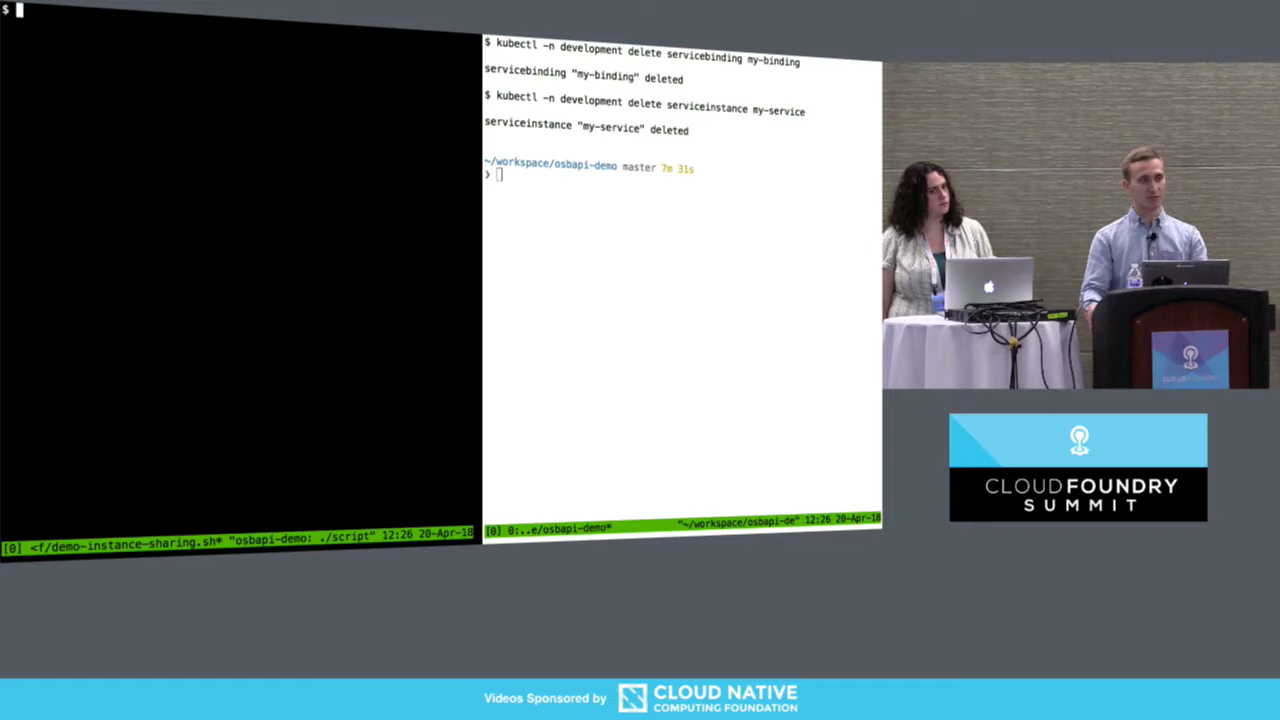 $
[0] <f/demo-instance-sharing.sh* "osbapi-demo: ./script" 12:26 20-Apr-18
$ kubectl -n development delete servicebinding my-binding
servicebinding "my-binding" deleted
$ kubectl -n development delete serviceinstance my-service
serviceinstance "my-service" deleted
~/workspace/osbapi-demo master 7m 31s
❯
[0] 0:..e/osbapi-demo* "~/workspace/osbapi-de" 12:26 20-Apr-18
CLOUD FOUNDRY
SUMMIT
Videos Sponsored by CLOUD NATIVE
COMPUTING FOUNDATION